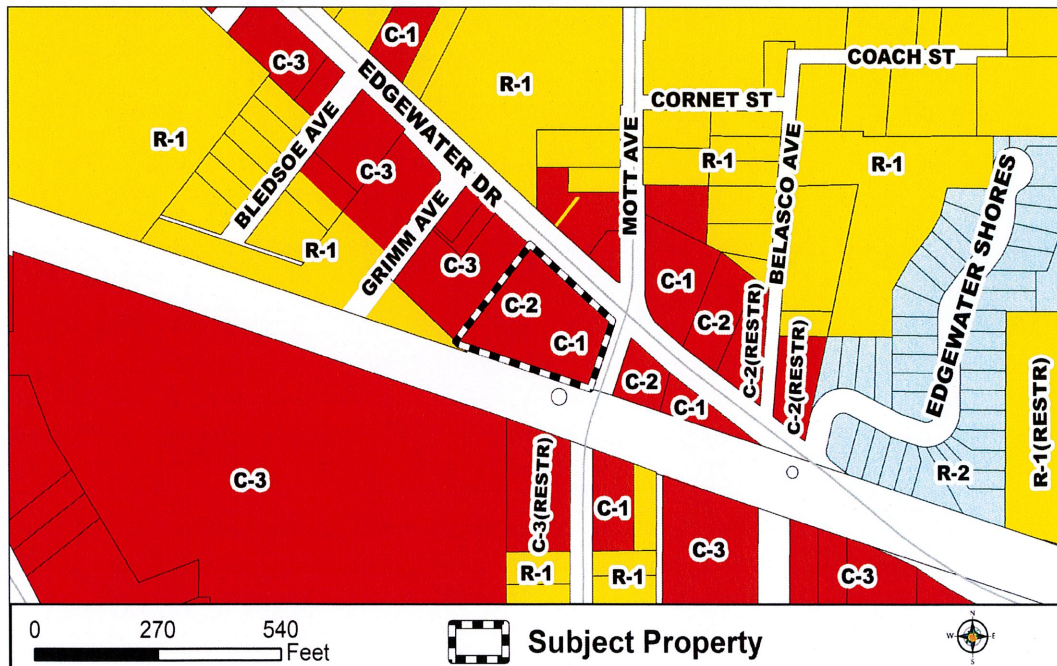 C-1
C-3
EDGEWATER DR
COACH ST
R-1
CORNET ST
R-1
BLEDSOE AVE
C-3
MOTT AVE
R-1
BELASCO AVE
R-1
EDGEWATER SHORES
R-1
GRIMM AVE
C-3
C-1
C-2
C-2
C-1
C-2(RESTR)
C-2(RESTR)
C-2
C-1
R-2
R-1(RESTR)
C-3
C-3(RESTR)
C-1
C-3
R-1
R-1
C-3
0 270 540
Feet
Subject Property
N
W E
S